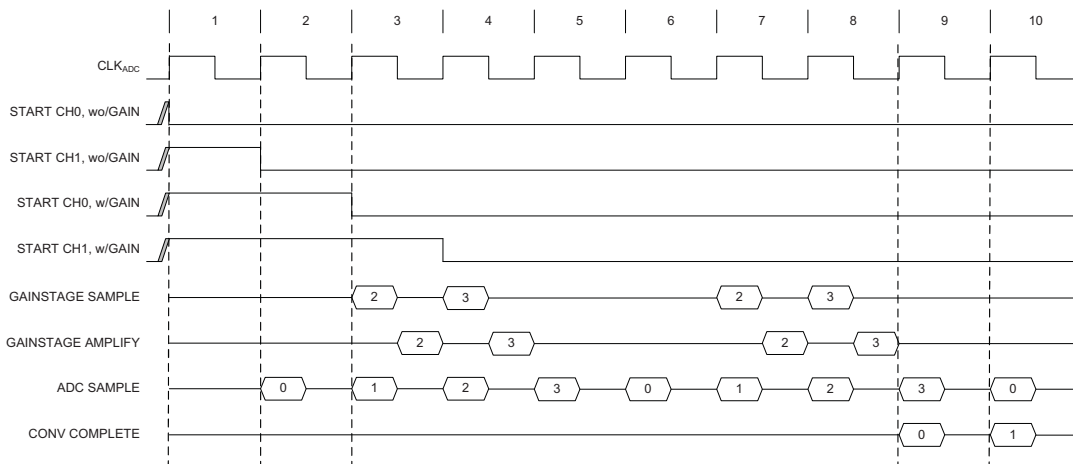 1 2 3 4 5 6 7 8 9 10
CLKADC
START CH0, wo/GAIN
START CH1, wo/GAIN
START CH0, w/GAIN
START CH1, w/GAIN
GAINSTAGE SAMPLE 2 3 2 3
GAINSTAGE AMPLIFY 2 3 2 3
ADC SAMPLE 0 1 2 3 0 1 2 3 0
CONV COMPLETE 0 1